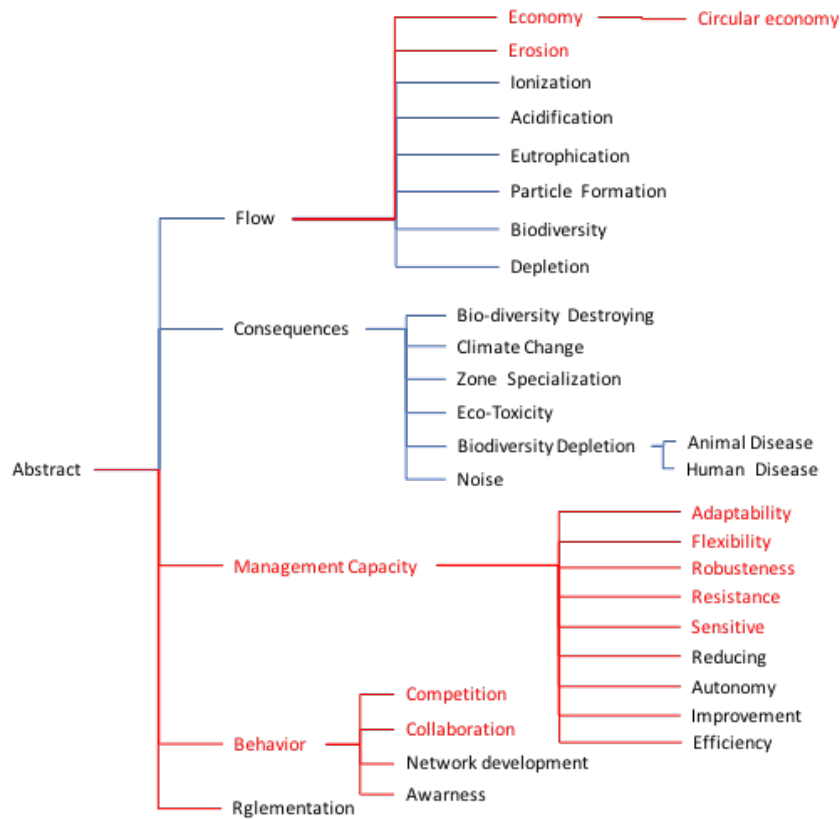 Economy
Circular economy
Erosion
Ionization
Acidification
Eutrophication
Particle Formation
Flow
Biodiversity
Depletion
Bio-diversity Destroying
Consequences
Climate Change
Zone Specialization
Eco-Toxicity
Biodiversity Depletion
Animal Disease
Human Disease
Noise
Abstract
Adaptability
Flexibility
Management Capacity
Robusteness
Resistance
Sensitive
Reducing
Autonomy
Improvement
Efficiency
Competition
Collaboration
Behavior
Network development
Awarness
Rglementation